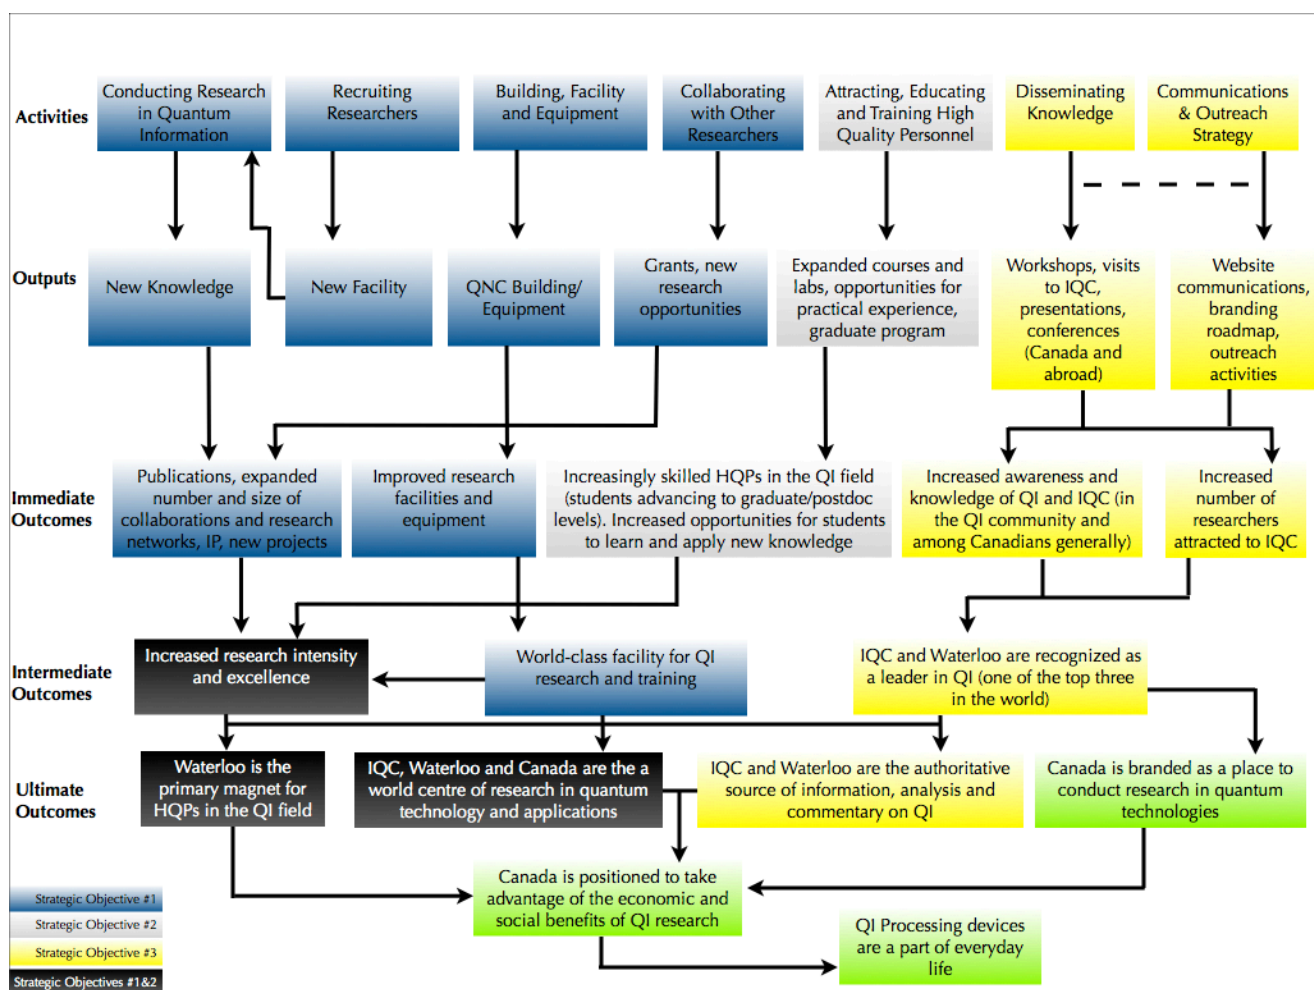 Activities
Conducting Research
in Quantum
Information
Recruiting
Researchers
Building, Facility
and Equipment
Collaborating
with Other
Researchers
Attracting, Educating
and Training High
Quality Personnel
Disseminating
Knowledge
Communications
& Outreach
Strategy
Outputs
New Knowledge
New Facility
QNC Building/
Equipment
Grants, new
research
opportunities
Expanded courses and
labs, opportunities for
practical experience,
graduate program
Workshops, visits
to IQC,
presentations,
conferences
(Canada and
abroad)
Website
communications,
branding
roadmap,
outreach
activities
Immediate
Outcomes
Publications, expanded
number and size of
collaborations and research
networks, IP, new projects
Improved research
facilities and
equipment
Increasingly skilled HQPs in the QI field
(students advancing to graduate/postdoc
levels). Increased opportunities for students
to learn and apply new knowledge
Increased awareness and
knowledge of QI and IQC (in
the QI community and
among Canadians generally)
Increased
number of
researchers
attracted to IQC
Intermediate
Outcomes
Increased research intensity
and excellence
World-class facility for QI
research and training
IQC and Waterloo are recognized as
a leader in QI (one of the top three
in the world)
Ultimate
Outcomes
Waterloo is the
primary magnet for
HQPs in the QI field
IQC, Waterloo and Canada are the a
world centre of research in quantum
technology and applications
IQC and Waterloo are the authoritative
source of information, analysis and
commentary on QI
Canada is branded as a place to
conduct research in quantum
technologies
Canada is positioned to take
advantage of the economic and
social benefits of QI research
QI Processing devices
are a part of everyday
life
Strategic Objective #1
Strategic Objective #2
Strategic Objective #3
Strategic Objectives #1&2